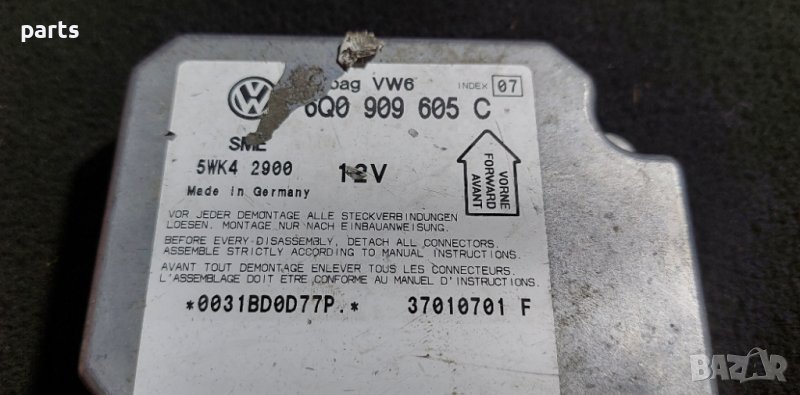 parts
VW6
INDEX 07
6Q0 909 605 C
SME
5WK4 2900
12V
Made in Germany
VORNE
FORWARD
AVANT
VOR JEDER DEMONTAGE ALLE STECKVERBINDUNGEN
LOESEN. MONTAGE NUR NACH EINBAUANWEISUNG.
BEFORE EVERY DISASSEMBLY, DETACH ALL CONNECTORS.
ASSEMBLE STRICTLY ACCORDING TO MANUAL INSTRUCTIONS.
AVANT TOUT DEMONTAGE ENLEVER TOUS LES CONNECTEURS.
L'ASSEMBLAGE DOIT ETRE CONFORME AU MANUEL D'INSTRUCTIONS.
*0031BD0D77P.* 37010701 F
BAZAR